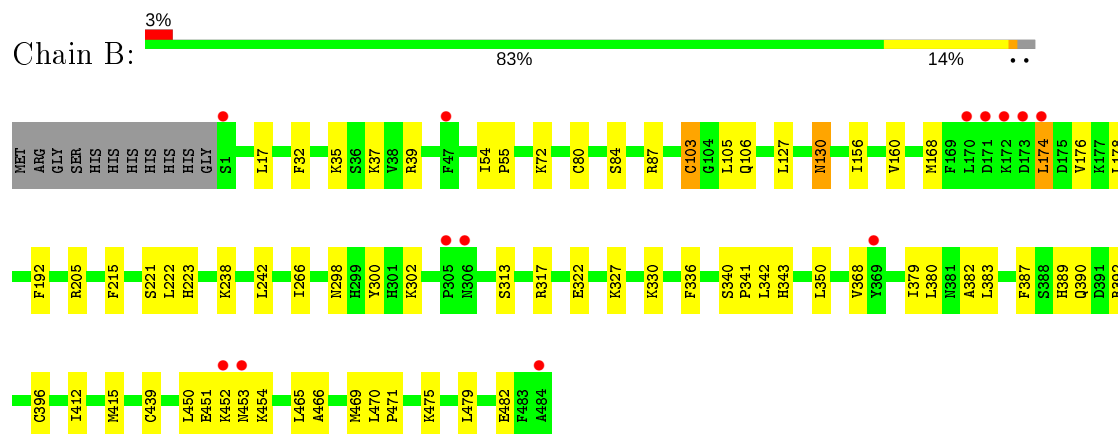 3%
Chain B:
83% 14% • •
MET ARG GLY SER HIS HIS HIS HIS HIS HIS GLY S1 L17 F32 K35 S36 K37 V38 R39 F47 I54 P55 K72 C80 S84 R87 C103 G104 L105 Q106 L127 N130 I156 V160 M168 F169 L170 D171 K172 D173 L174 D175 V176 K177 L178
F192 R205 F215 S221 L222 H223 K238 L242 I266 N298 H299 Y300 H301 K302 P305 N306 S313 R317 E322 K327 K330 F336 S340 P341 L342 H343 L350 V368 Y369 I379 L380 N381 A382 L383 F387 S388 H389 Q390 D391
C396 I412 M415 C439 L450 E451 K452 N453 K454 L465 A466 M469 L470 P471 K475 L479 E482 F483 A484